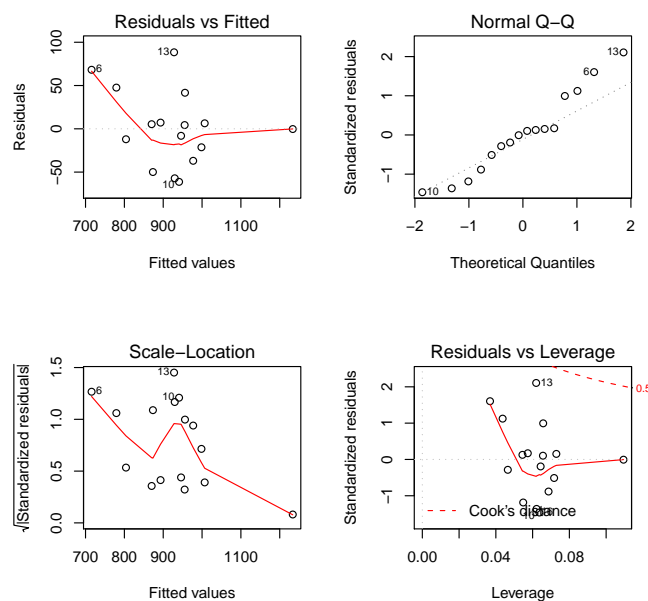 Residuals vs Fitted
Residuals
100
50
0
−50
13
6
10
700 800 900 1100
Fitted values
Normal Q−Q
Standardized residuals
2
1
0
−1
13
6
10
−2 −1 0 1 2
Theoretical Quantiles
Scale−Location
√|Standardized residuals|
1.5
1.0
0.5
0.0
13
6
10
700 800 900 1100
Fitted values
Residuals vs Leverage
Standardized residuals
2
1
0
−1
13
0.5
Cook's distance
0.00 0.04 0.08
Leverage